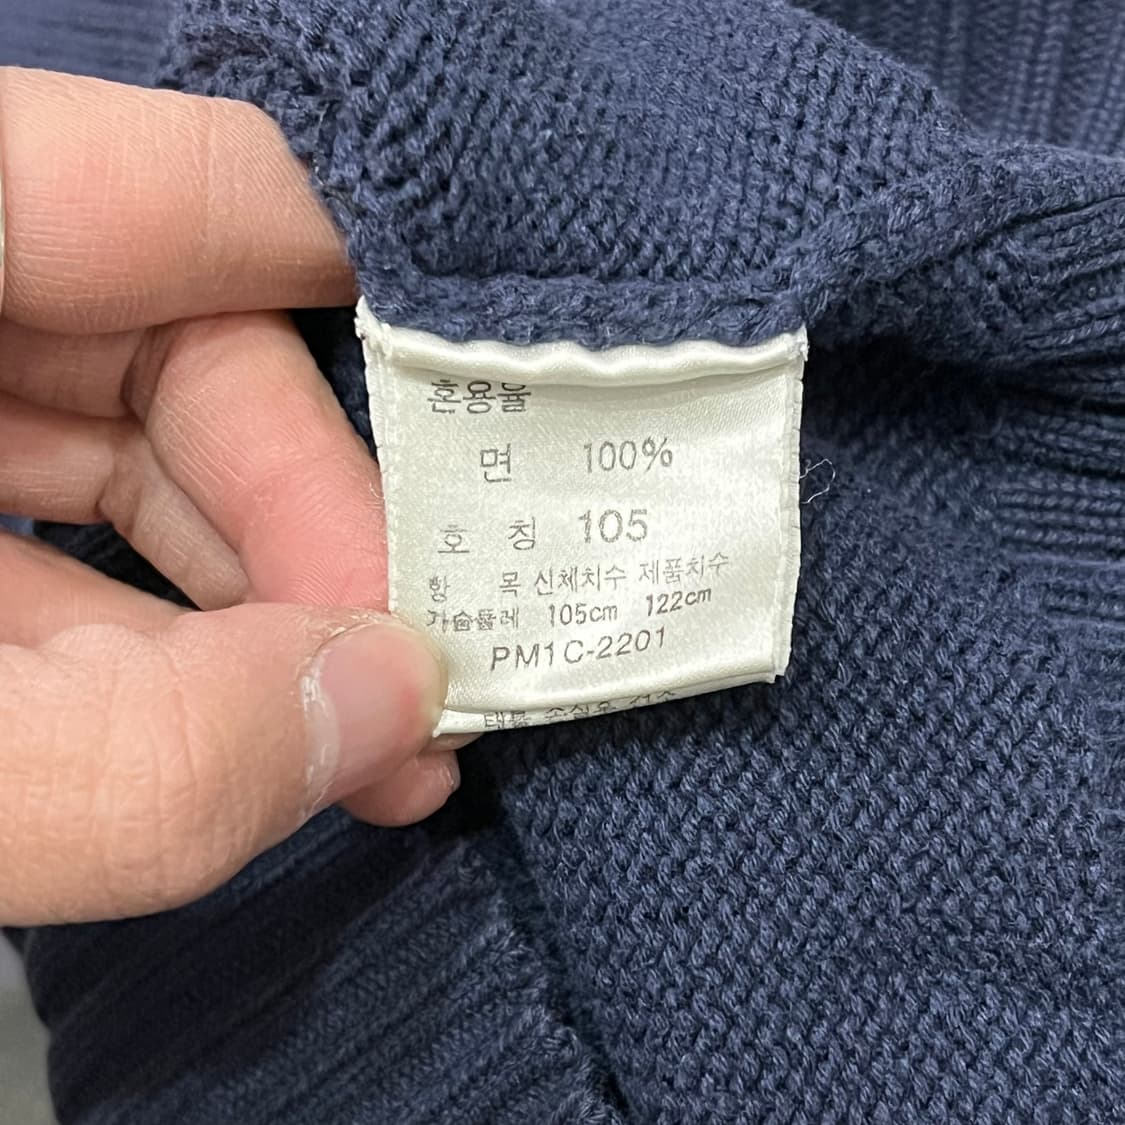 혼용율
면 100%
호 칭 105
항 목 신체치수 제품치수
가슴둘레 105cm 122cm
PM1C-2201